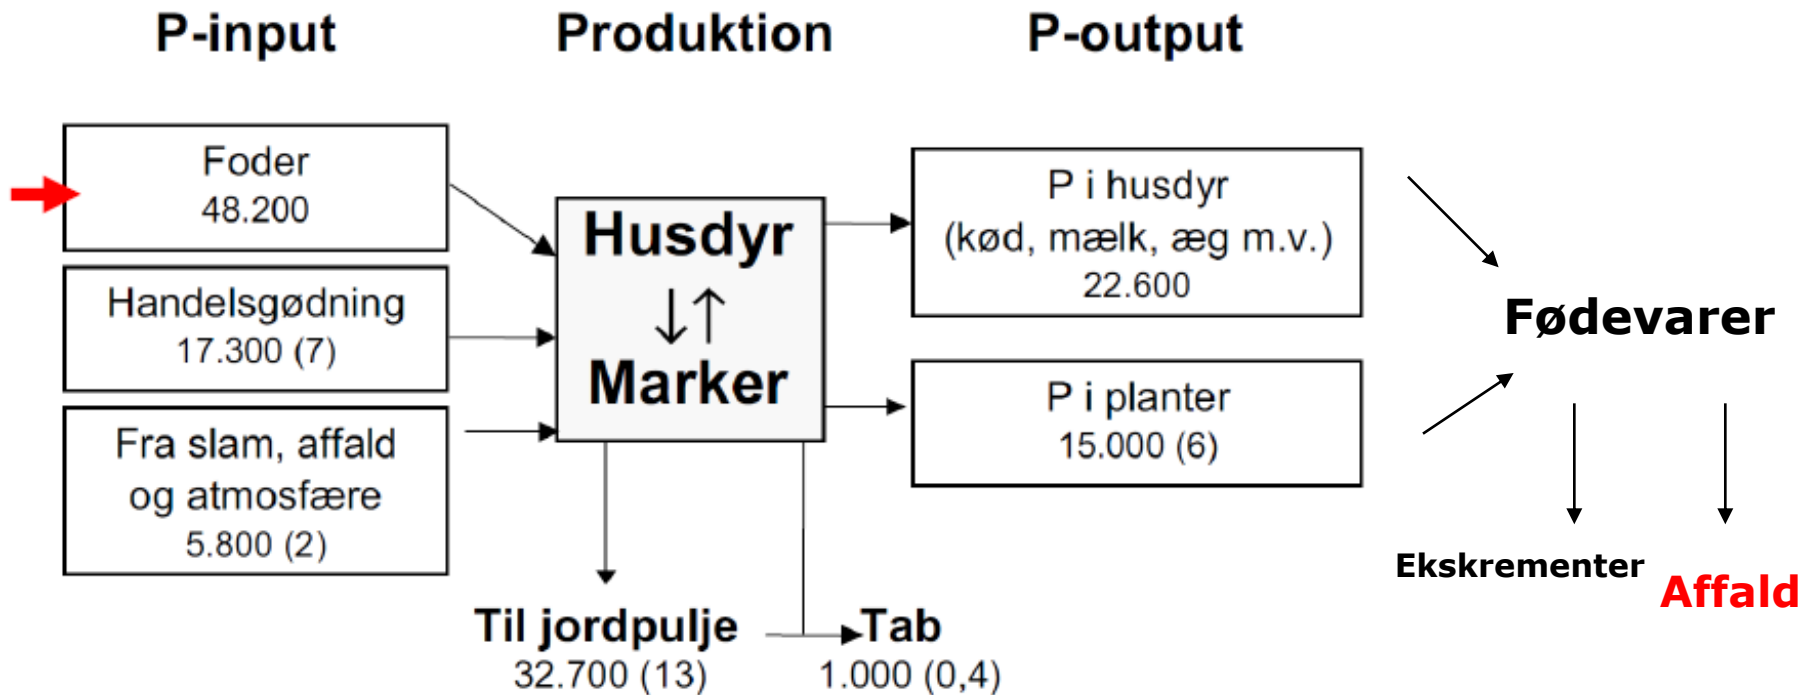 P-input
Produktion
P-output
Foder
48.200
Handelsgødning
17.300 (7)
Fra slam, affald
og atmosfære
5.800 (2)
Husdyr
↓↑
Marker
P i husdyr
(kød, mælk, æg m.v.)
22.600
P i planter
15.000 (6)
Fødevarer
Ekskrementer
Affald
Til jordpulje
32.700 (13)
Tab
1.000 (0,4)